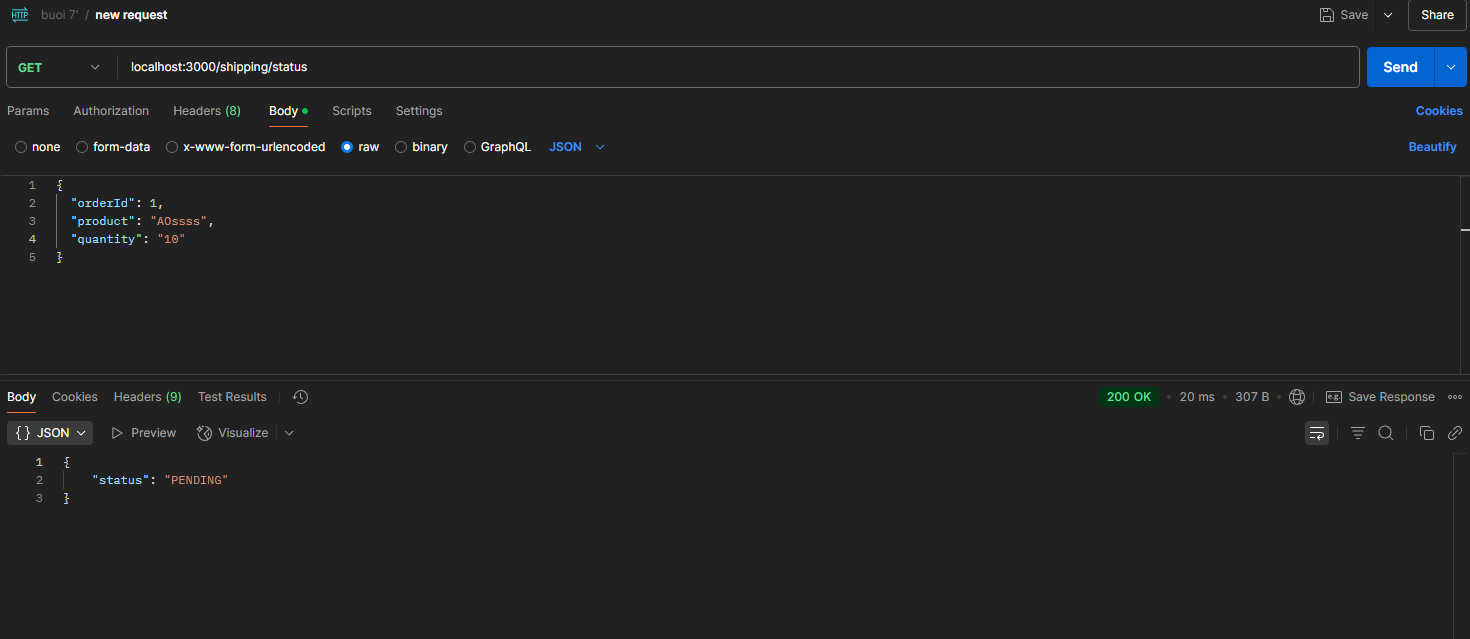 HTTP buoi 7' / new request Save Share
GET localhost:3000/shipping/status Send
Params Authorization Headers (8) Body Scripts Settings Cookies
none form-data x-www-form-urlencoded raw binary GraphQL JSON Beautify
1 {
2 "orderId": 1,
3 "product": "AOssss",
4 "quantity": "10"
5 }
Body Cookies Headers (9) Test Results 200 OK • 20 ms • 307 B • e.g. Save Response
{} JSON Preview Visualize
1 {
2 "status": "PENDING"
3 }